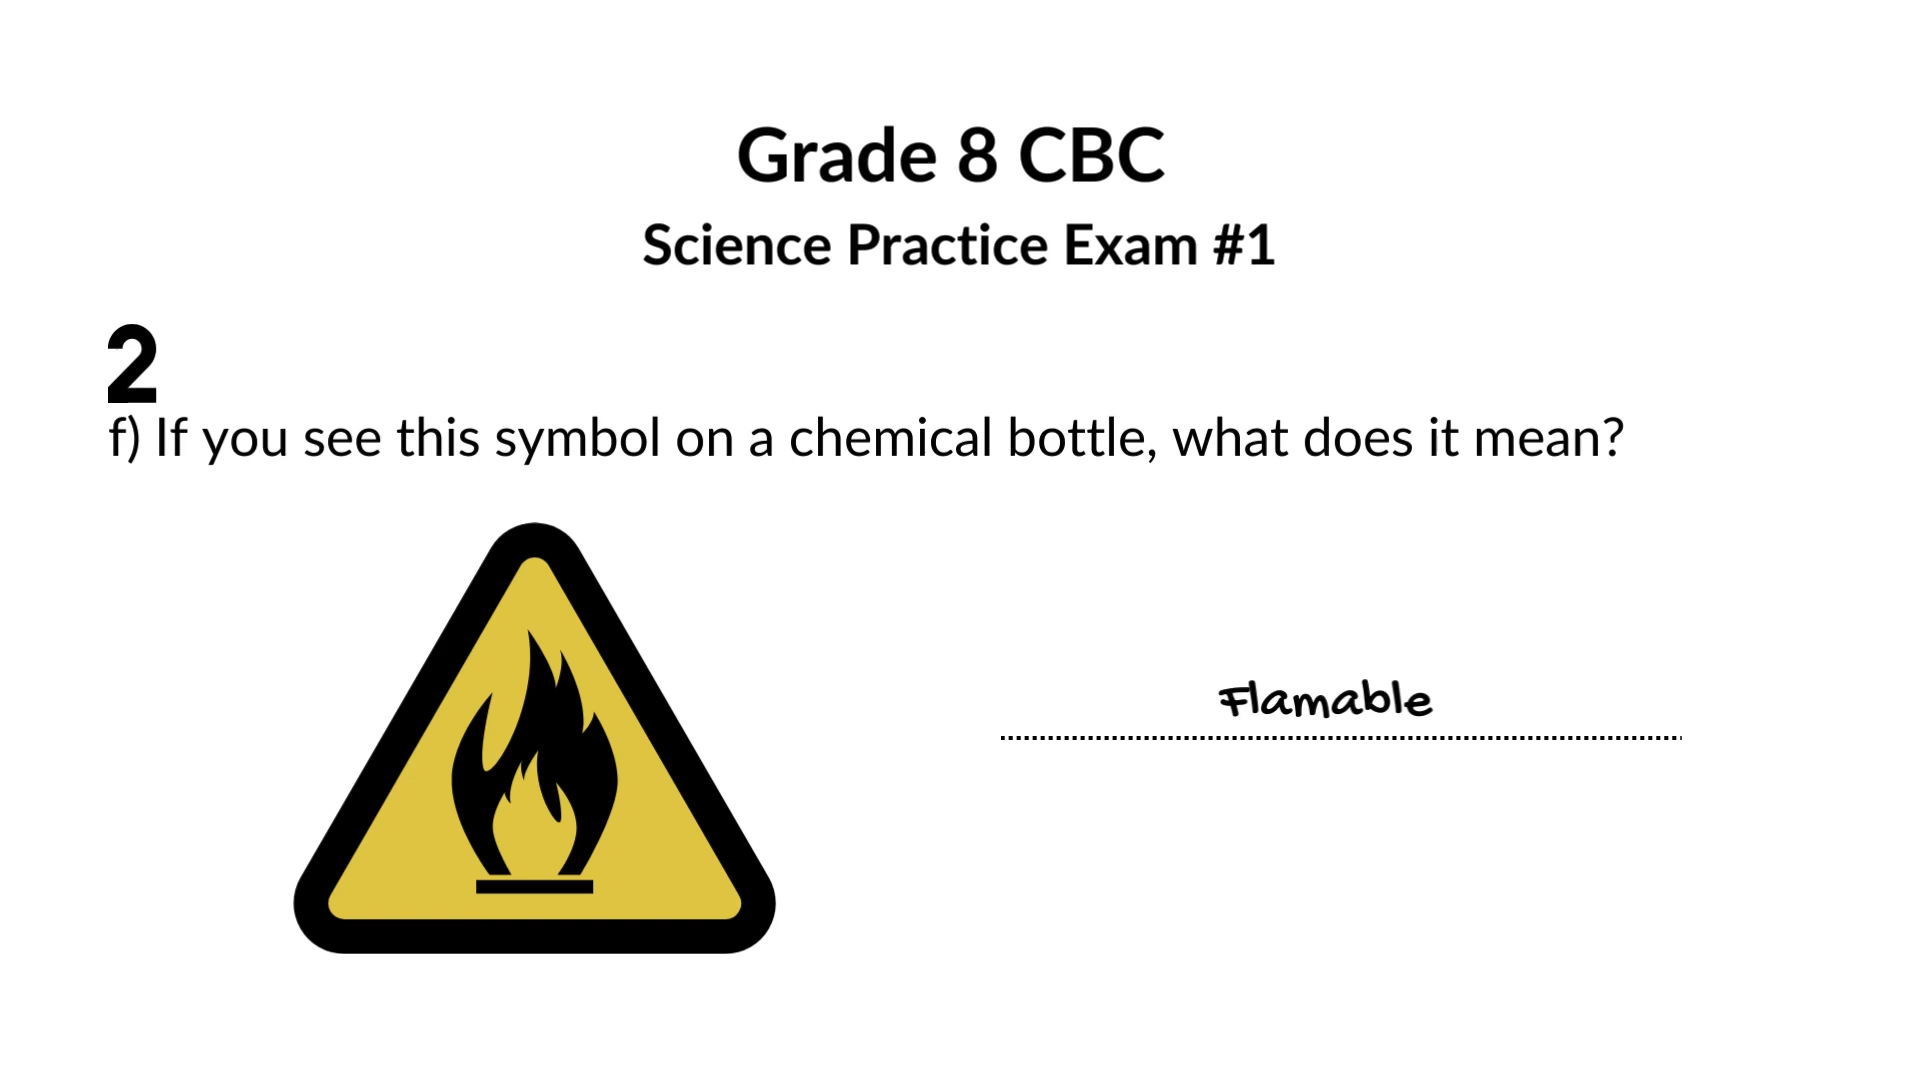 Grade 8 CBC
Science Practice Exam #1
2
f) If you see this symbol on a chemical bottle, what does it mean?
Flamable